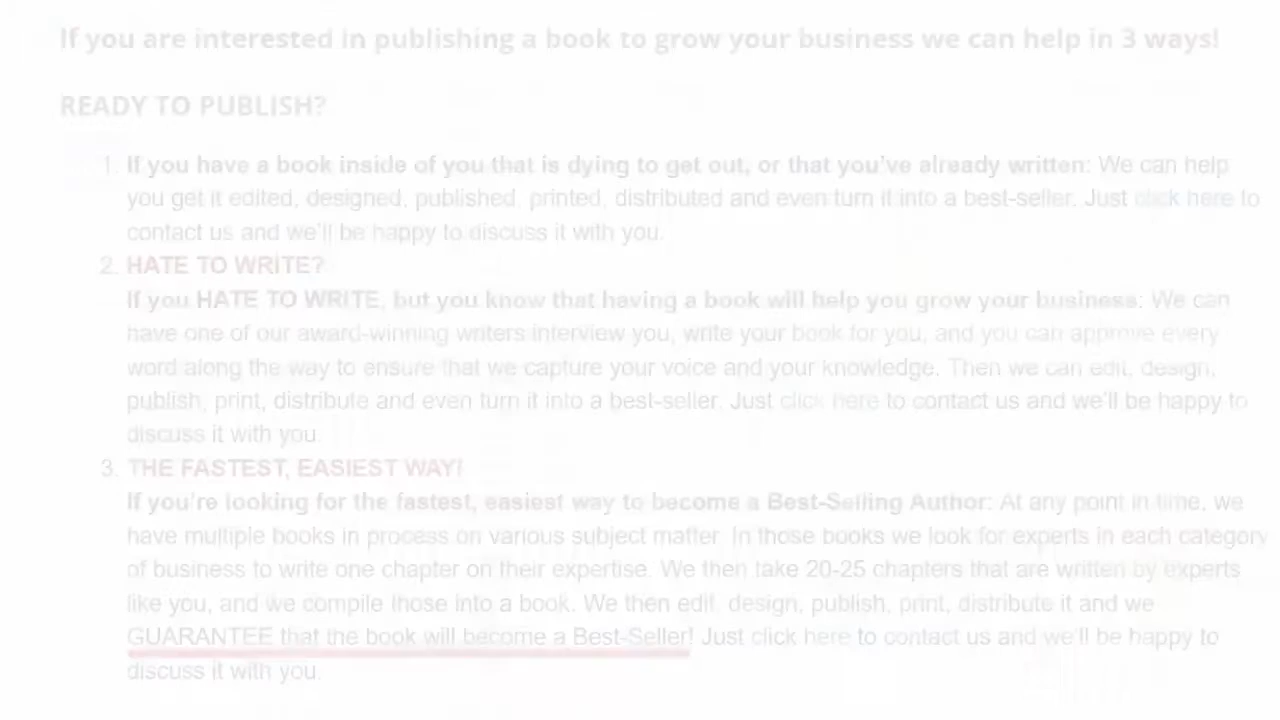 If you are interested in publishing a book to grow your business we can help in 3 ways!
READY TO PUBLISH?
1. If you have a book inside of you that is dying to get out, or that you've already written: We can help
you get it edited, designed, published, printed, distributed and even turn it into a best-seller. Just click here to
contact us and we'll be happy to discuss it with you.
2. HATE TO WRITE?
If you HATE TO WRITE, but you know that having a book will help you grow your business: We can
have one of our award-winning writers interview you, write your book for you, and you can approve every
word along the way to ensure that we capture your voice and your knowledge. Then we can edit, design,
publish, print, distribute and even turn it into a best-seller. Just click here to contact us and we'll be happy to
discuss it with you.
3. THE FASTEST, EASIEST WAY!
If you're looking for the fastest, easiest way to become a Best-Selling Author: At any point in time, we
have multiple books in process on various subject matter. In those books we look for experts in each category
of business to write one chapter on their expertise. We then take 20-25 chapters that are written by experts
like you, and we compile those into a book. We then edit, design, publish, print, distribute it and we
GUARANTEE that the book will become a Best-Seller! Just click here to contact us and we'll be happy to
discuss it with you.